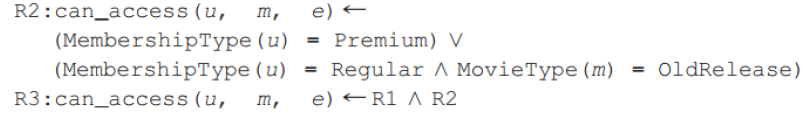 R2:can_access(u, m, e) ←
(MembershipType(u) = Premium) ∨
(MembershipType(u) = Regular ∧ MovieType(m) = OldRelease)
R3:can_access(u, m, e) ← R1 ∧ R2